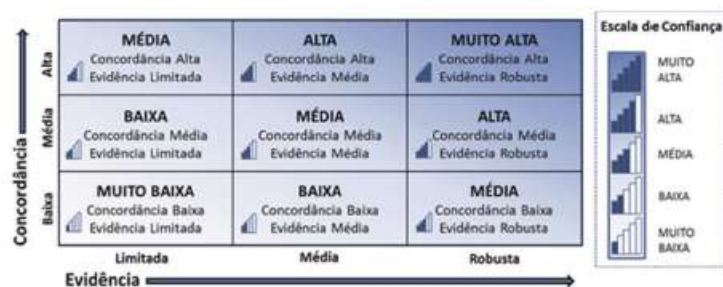 Concordância
Alta
Média
Baixa
MÉDIA
Concordância Alta
Evidência Limitada
ALTA
Concordância Alta
Evidência Média
MUITO ALTA
Concordância Alta
Evidência Robusta
BAIXA
Concordância Média
Evidência Limitada
MÉDIA
Concordância Média
Evidência Média
ALTA
Concordância Média
Evidência Robusta
MUITO BAIXA
Concordância Baixa
Evidência Limitada
BAIXA
Concordância Baixa
Evidência Média
MÉDIA
Concordância Baixa
Evidência Robusta
Limitada
Média
Robusta
Evidência
Escala de Confiança
MUITO
ALTA
ALTA
MÉDIA
BAIXA
MUITO
BAIXA